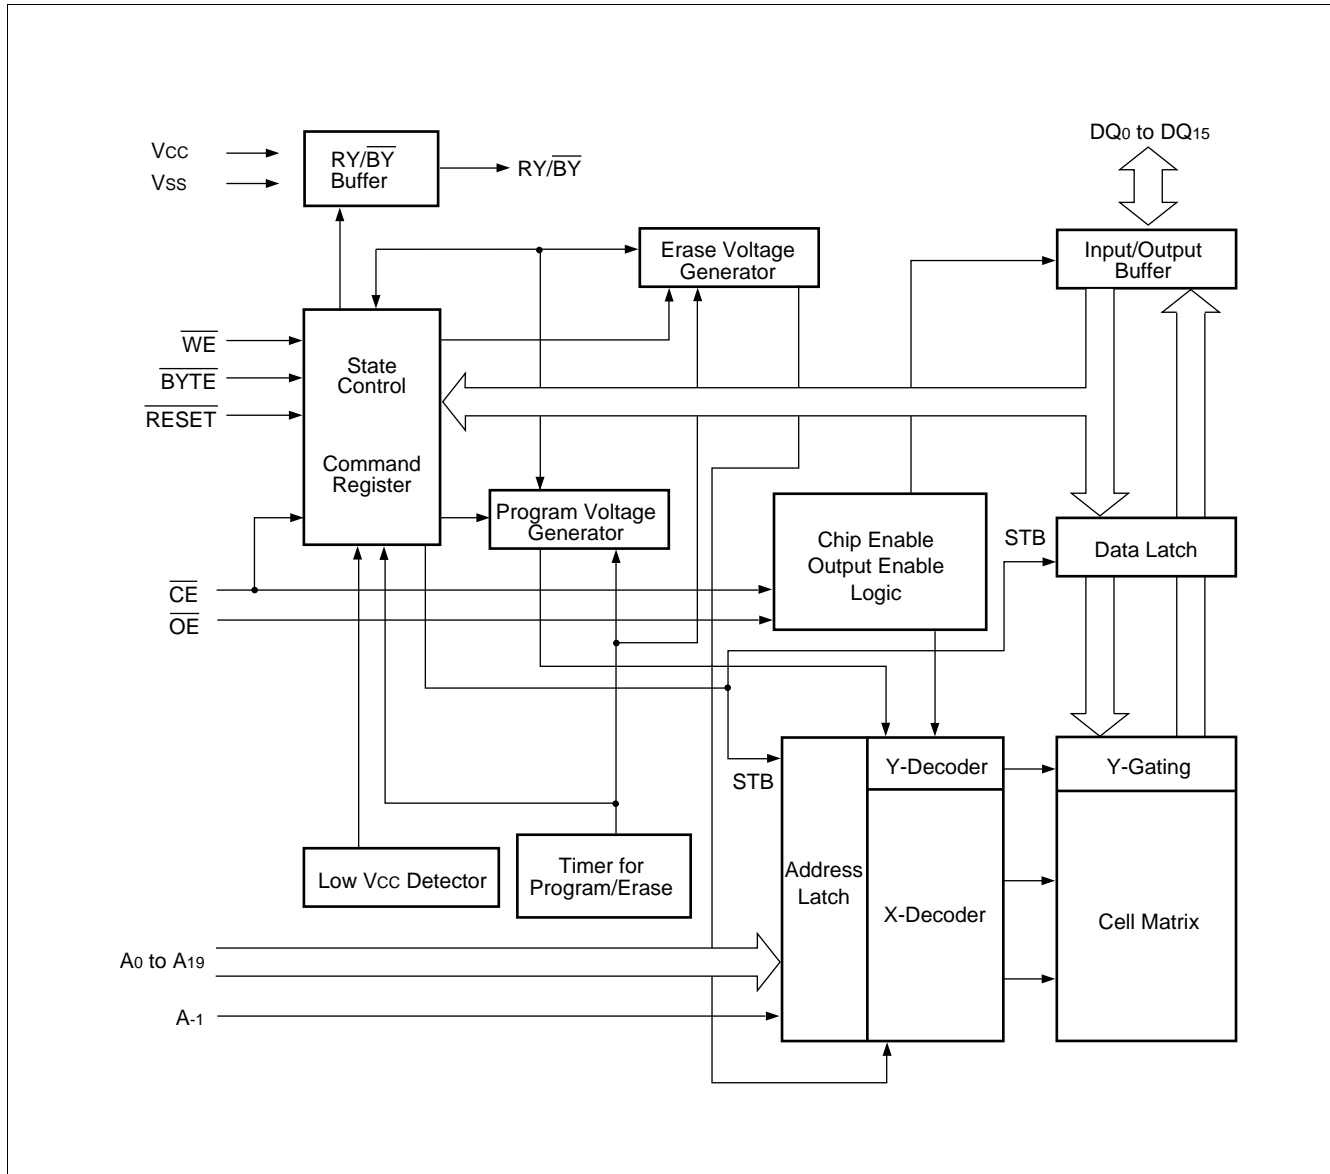 VCC
VSS
RY/BY
Buffer
RY/BY
DQ0 to DQ15
Erase Voltage
Generator
Input/Output
Buffer
WE
BYTE
RESET
State
Control
Command
Register
Program Voltage
Generator
Chip Enable
Output Enable
Logic
STB
Data Latch
CE
OE
STB
Y-Decoder
Y-Gating
Low VCC Detector
Timer for
Program/Erase
Address
Latch
X-Decoder
Cell Matrix
A0 to A19
A-1